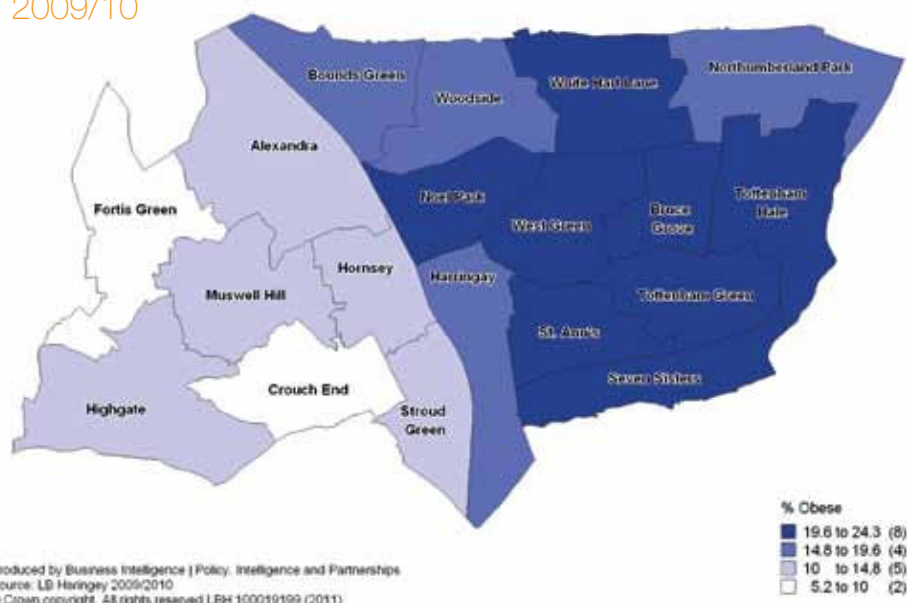 2009/10
Bounds Green
Woodside
White Hart Lane
Northumberland Park
Alexandra
Fortis Green
Noel Park
West Green
Bruce
Grove
Tottenham
Hale
Muswell Hill
Hornsey
Harringay
Tottenham Green
St. Ann's
Seven Sisters
Highgate
Crouch End
Stroud
Green
% Obese
19.6 to 24.3 (8)
14.8 to 19.6 (4)
10 to 14.8 (5)
5.2 to 10 (2)
roduced by Business Intelligence | Policy, Intelligence and Partnerships
ource: LB Haringey 2009/2010
Crown copyright. All rights reserved LBH 100019199 (2011)